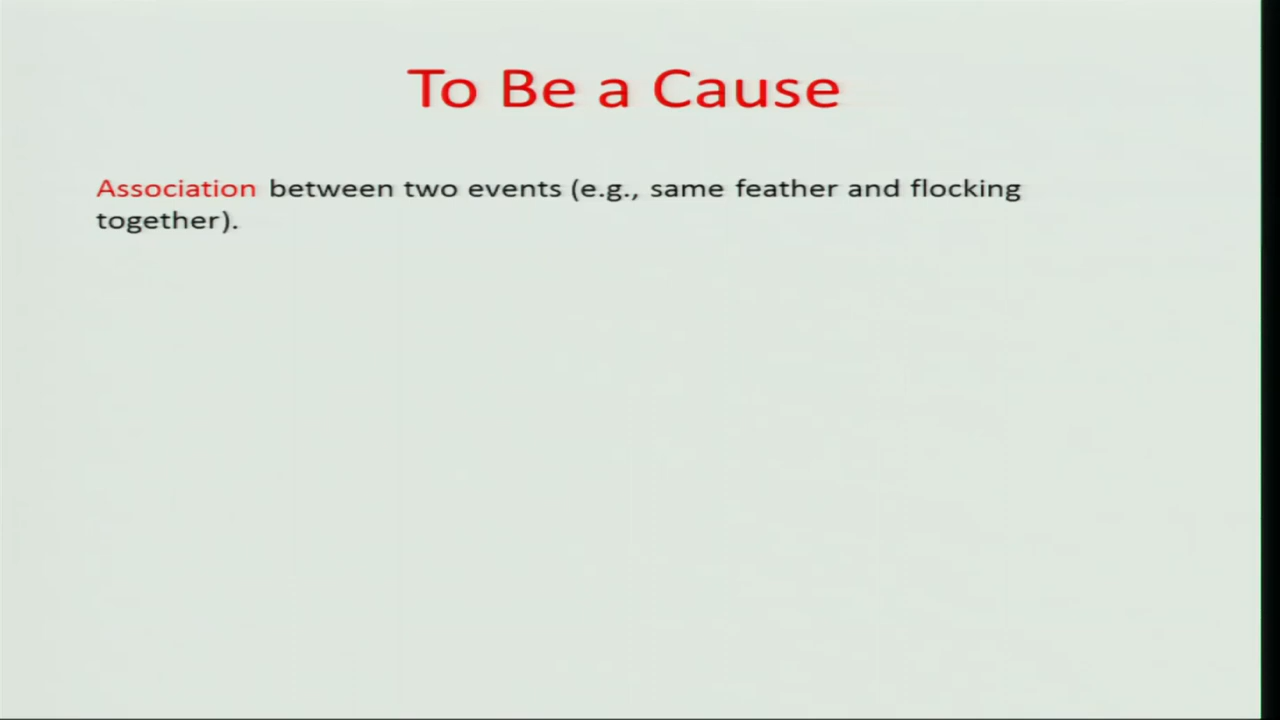 To Be a Cause
Association between two events (e.g., same feather and flocking
together).